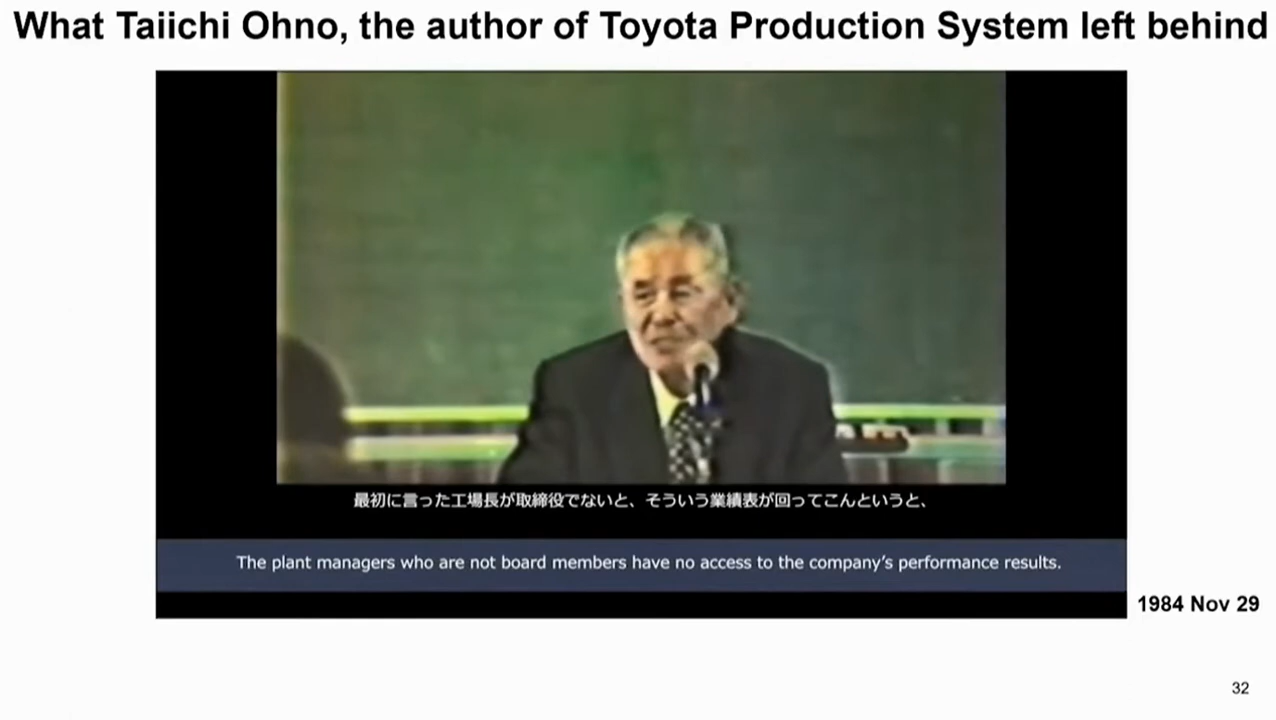 What Taiichi Ohno, the author of Toyota Production System left behind
最初に言った工場長が取締役でないと、そういう業績表が回ってこんというと、
The plant managers who are not board members have no access to the company's performance results.
1984 Nov 29
32